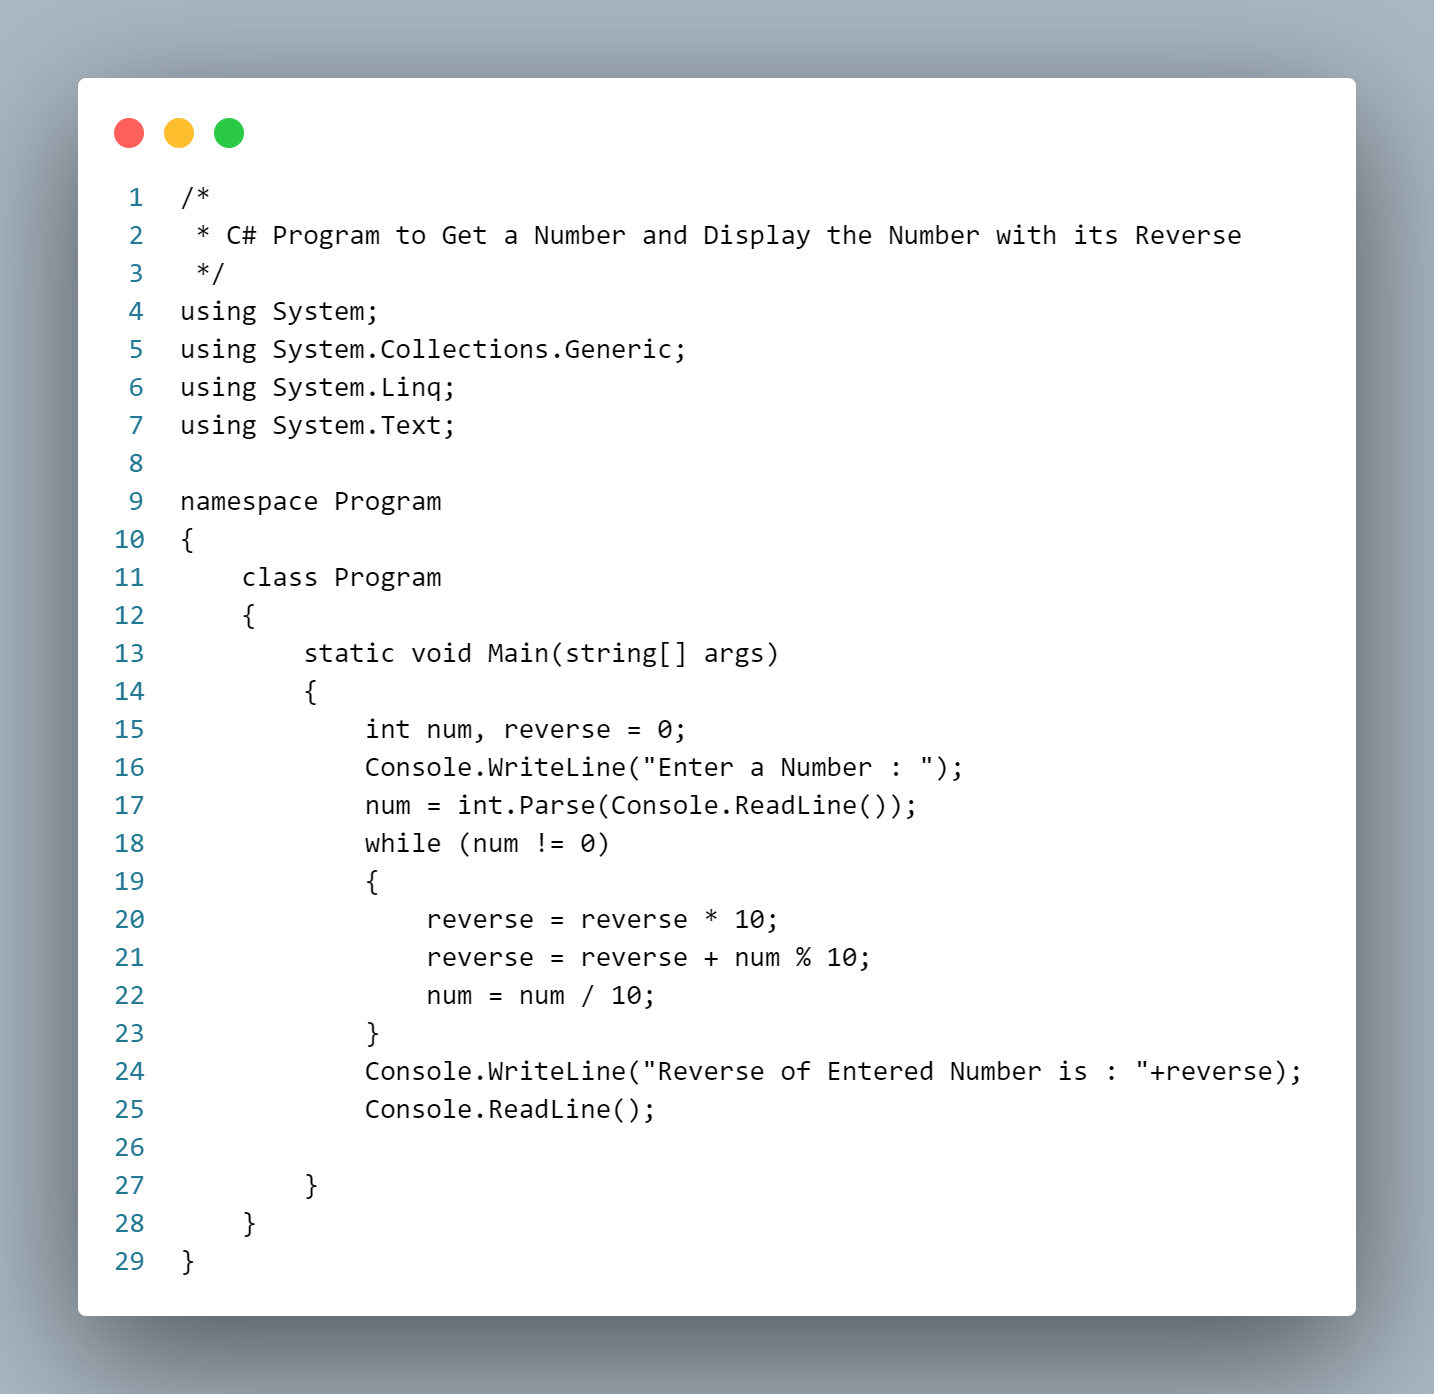 1 /*
2  * C# Program to Get a Number and Display the Number with its Reverse
3  */
4 using System;
5 using System.Collections.Generic;
6 using System.Linq;
7 using System.Text;
8
9 namespace Program
10 {
11     class Program
12     {
13         static void Main(string[] args)
14         {
15             int num, reverse = 0;
16             Console.WriteLine("Enter a Number : ");
17             num = int.Parse(Console.ReadLine());
18             while (num != 0)
19             {
20                 reverse = reverse * 10;
21                 reverse = reverse + num % 10;
22                 num = num / 10;
23             }
24             Console.WriteLine("Reverse of Entered Number is : "+reverse);
25             Console.ReadLine();
26
27         }
28     }
29 }